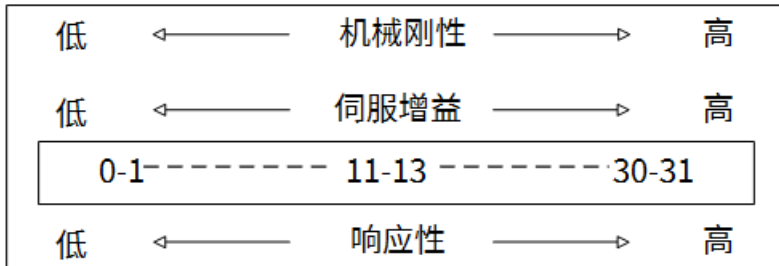 低 机械刚性 高
低 伺服增益 高
0-1 11-13 30-31
低 响应性 高